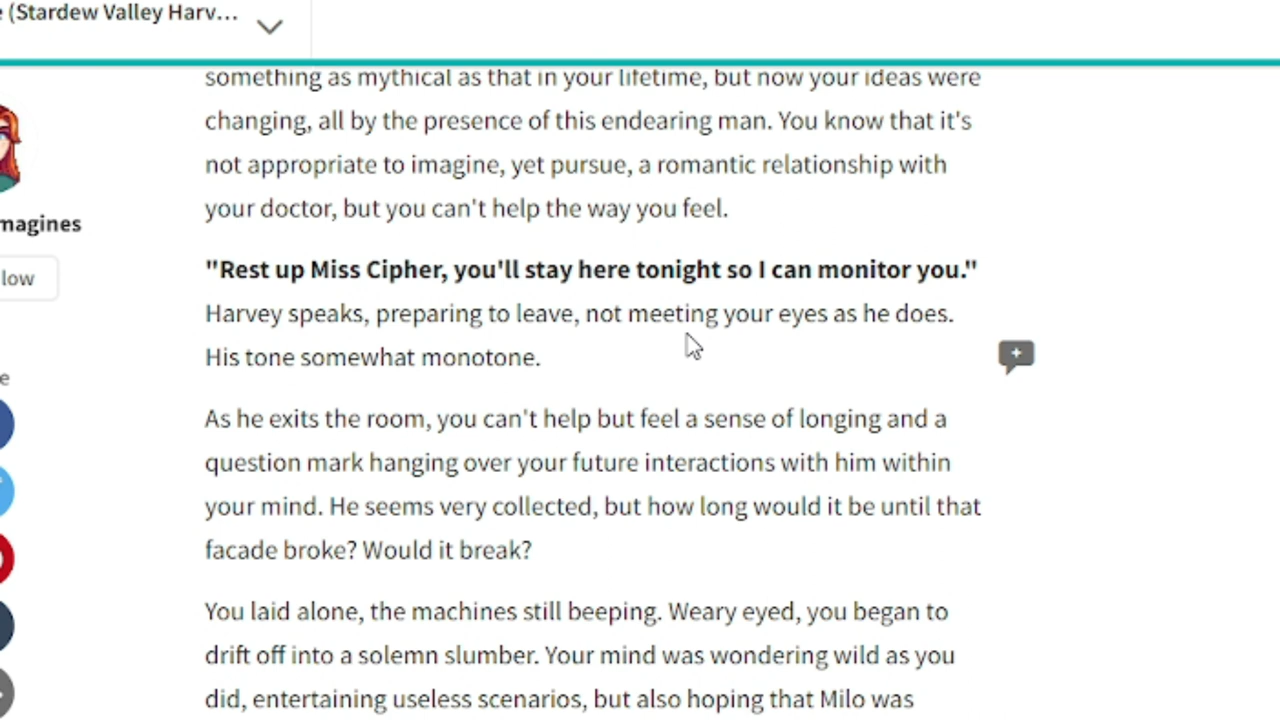 (Stardew Valley Harv...
something as mythical as that in your lifetime, but now your ideas were
changing, all by the presence of this endearing man. You know that it's
not appropriate to imagine, yet pursue, a romantic relationship with
your doctor, but you can't help the way you feel.
"Rest up Miss Cipher, you'll stay here tonight so I can monitor you."
Harvey speaks, preparing to leave, not meeting your eyes as he does.
His tone somewhat monotone.
As he exits the room, you can't help but feel a sense of longing and a
question mark hanging over your future interactions with him within
your mind. He seems very collected, but how long would it be until that
facade broke? Would it break?
You laid alone, the machines still beeping. Weary eyed, you began to
drift off into a solemn slumber. Your mind was wondering wild as you
did, entertaining useless scenarios, but also hoping that Milo was
magines
low
e